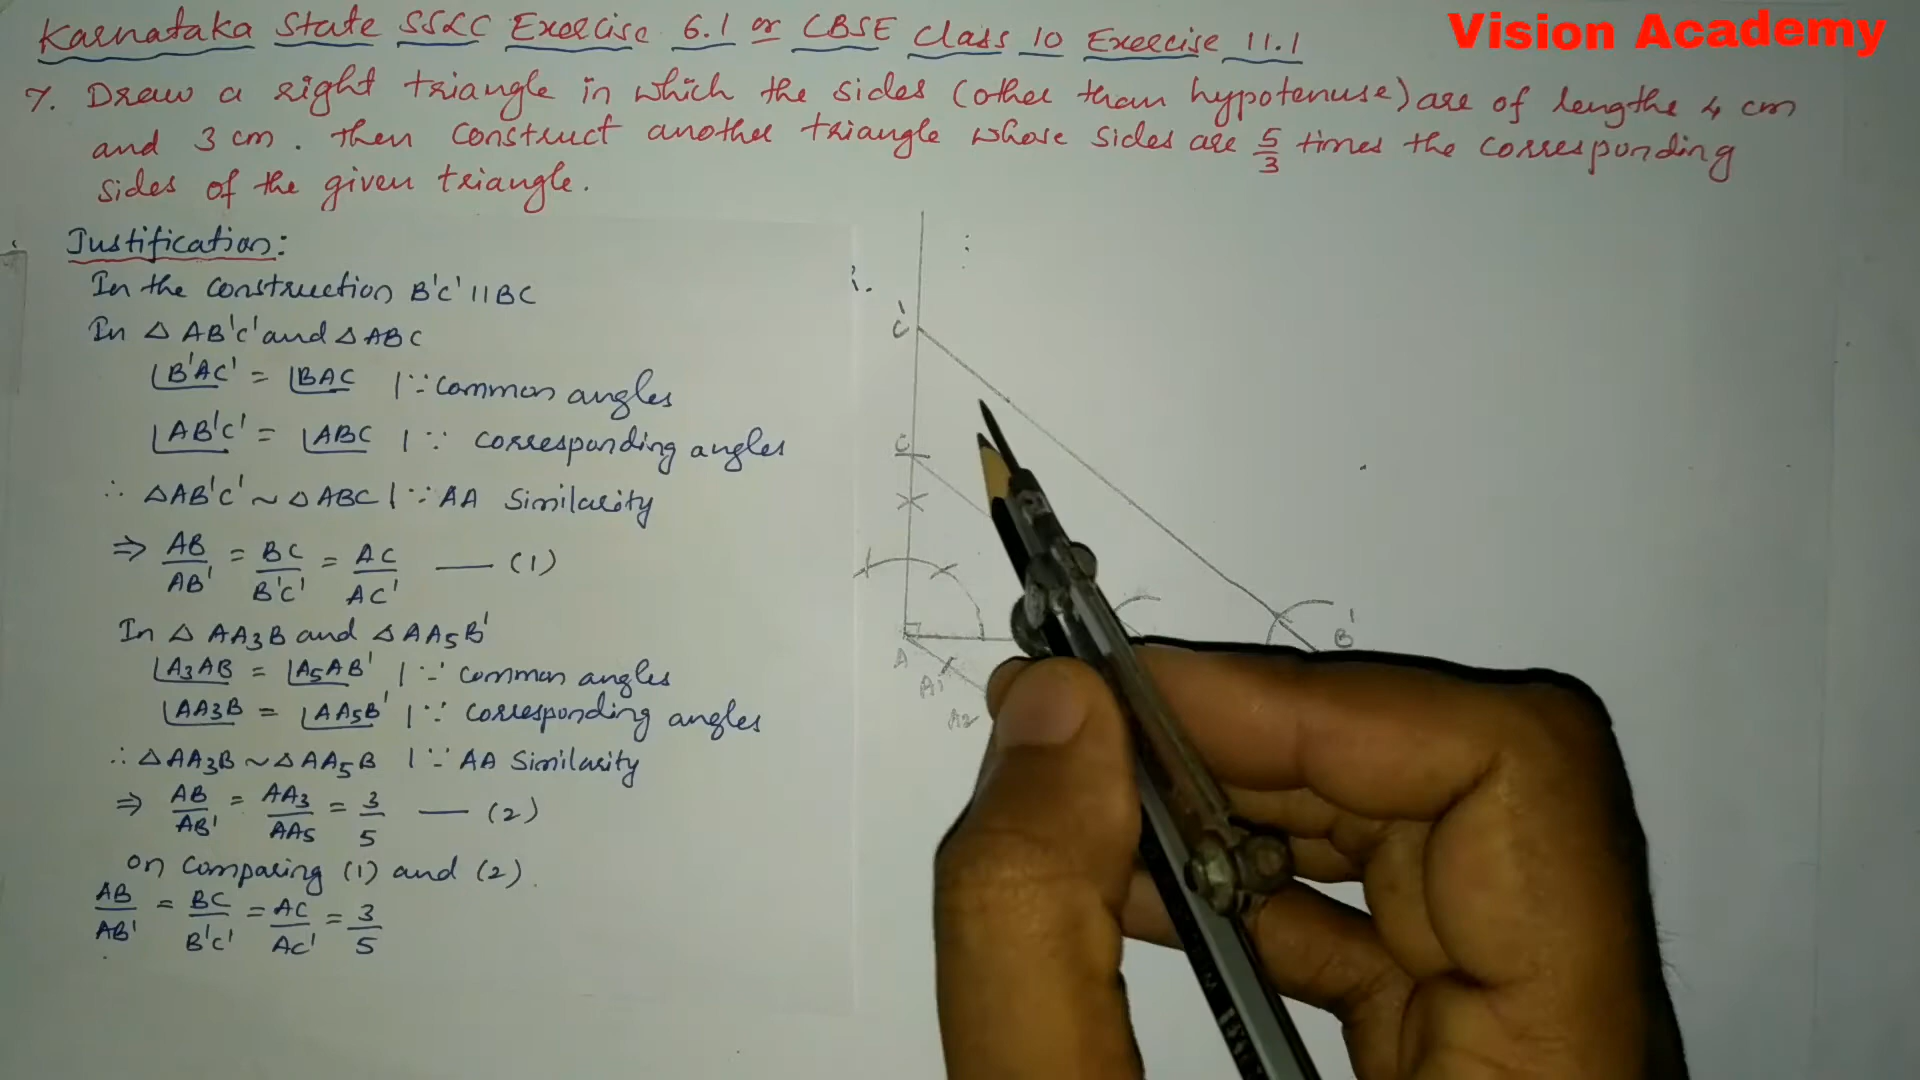 Karnataka State SSLC Exercise 6.1 or CBSE Class 10 Exercise 11.1
Vision Academy
7. Draw a right triangle in which the sides (other than hypotenuse) are of lengths 4 cm
and 3 cm. Then construct another triangle whose sides are 5/3 times the corresponding
sides of the given triangle.
Justification:
In the construction B'C' || BC
In △ AB'C' and △ ABC
∠B'AC' = ∠BAC | ∵ common angles
∠AB'C' = ∠ABC | ∵ corresponding angles
∴ △AB'C' ~ △ABC | ∵ AA Similarity
⇒ AB/AB' = BC/B'C' = AC/AC' — (1)
In △ AA3B and △ AA5B'
∠A3AB = ∠A5AB' | ∵ common angles
∠AA3B = ∠AA5B' | ∵ corresponding angles
∴ △AA3B ~ △AA5B | ∵ AA Similarity
⇒ AB/AB' = AA3/AA5 = 3/5 — (2)
on comparing (1) and (2).
AB/AB' = BC/B'C' = AC/AC' = 3/5
C'
C
A
B'
A1
A2